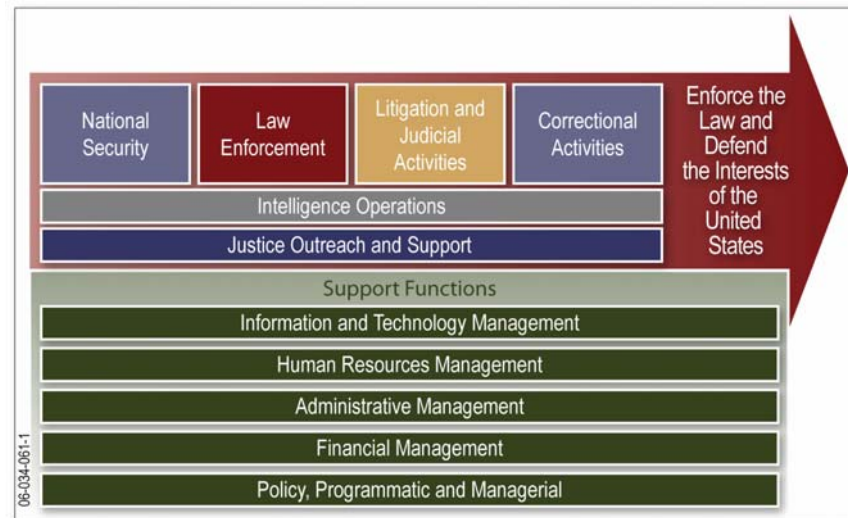 National
Security
Law
Enforcement
Litigation and
Judicial
Activities
Correctional
Activities
Enforce the
Law and
Defend
the Interests
of the
United
States
Intelligence Operations
Justice Outreach and Support
Support Functions
Information and Technology Management
Human Resources Management
Administrative Management
Financial Management
Policy, Programmatic and Managerial
06-034-061-1